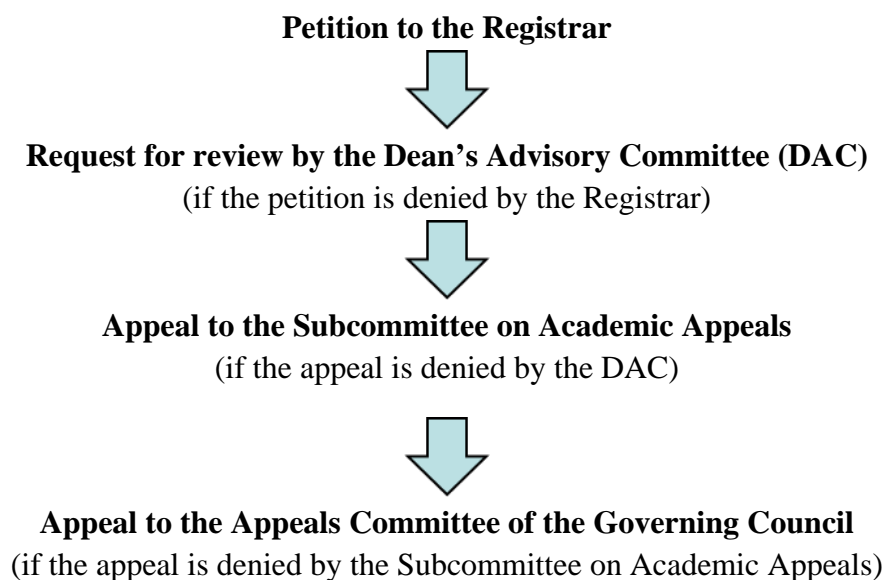 Petition to the Registrar
Request for review by the Dean’s Advisory Committee (DAC)
(if the petition is denied by the Registrar)
Appeal to the Subcommittee on Academic Appeals
(if the appeal is denied by the DAC)
Appeal to the Appeals Committee of the Governing Council
(if the appeal is denied by the Subcommittee on Academic Appeals)